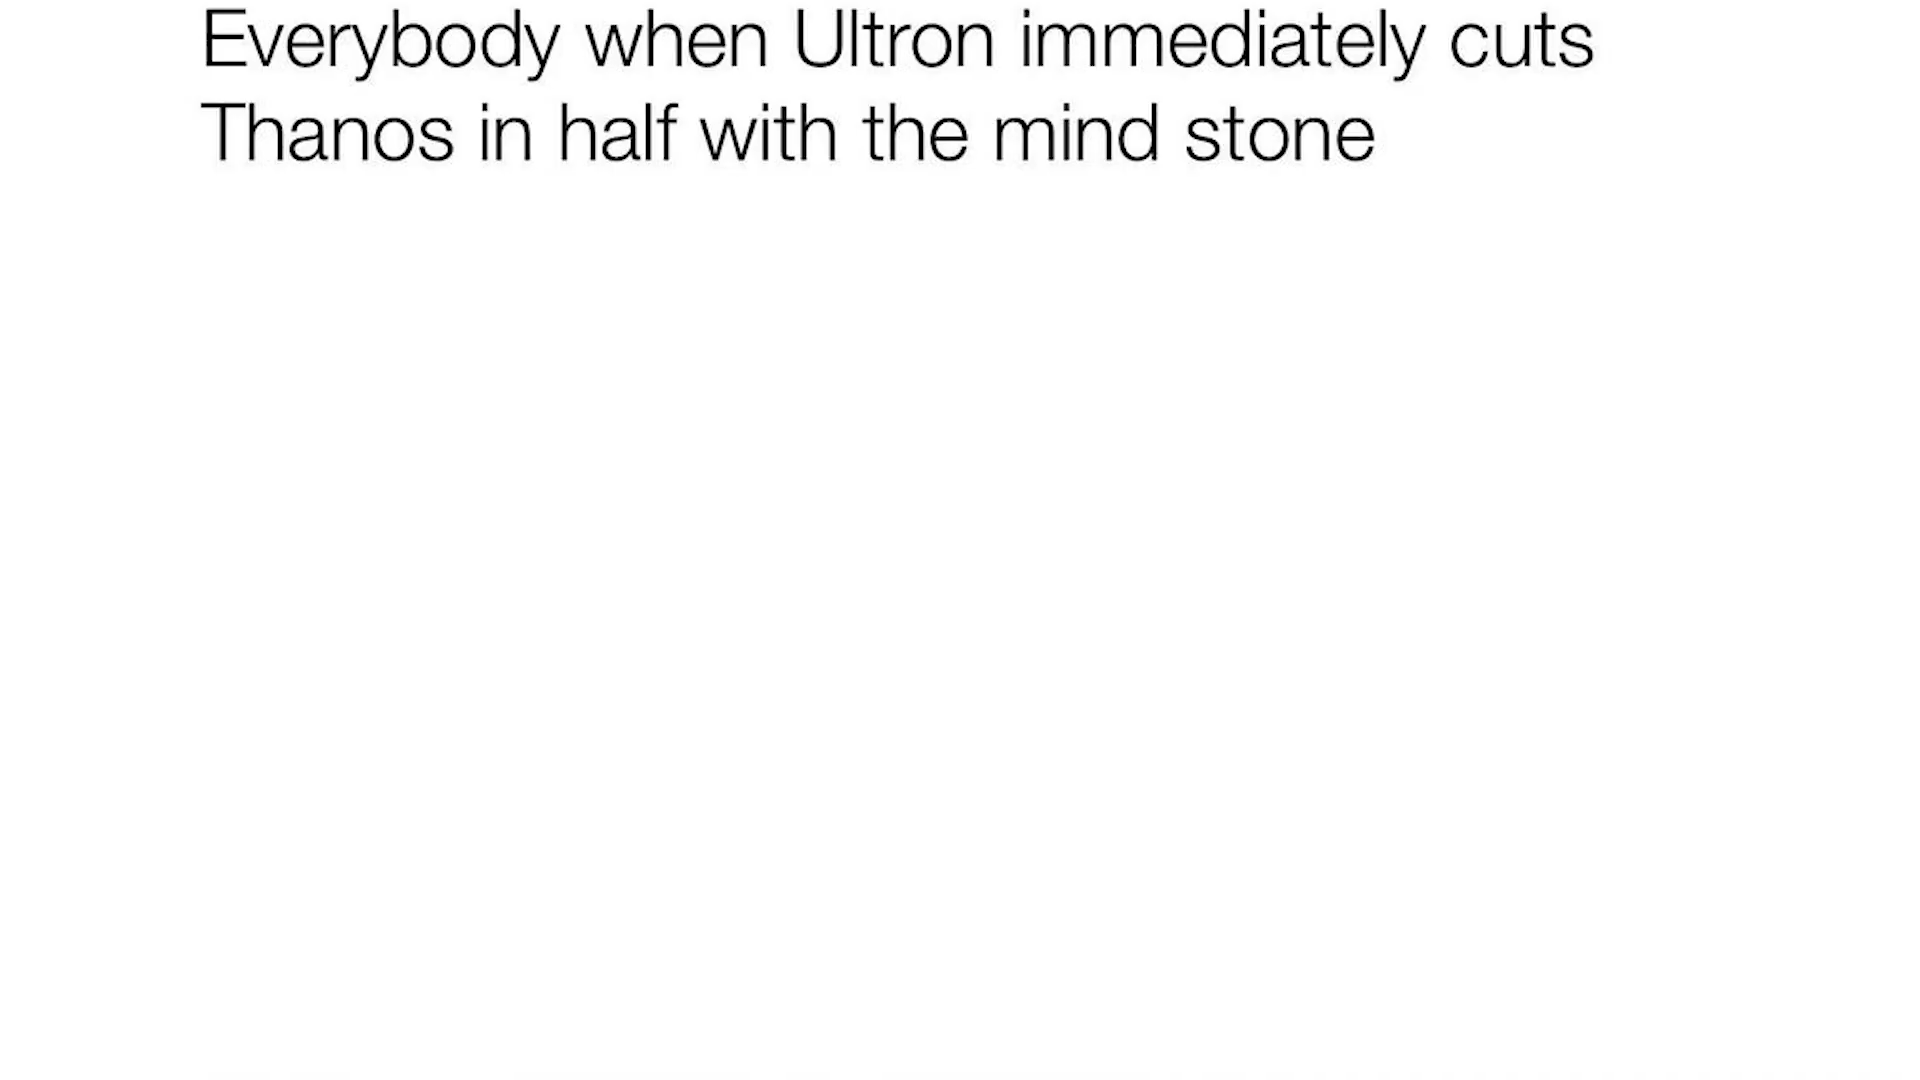 Everybody when Ultron immediately cuts
Thanos in half with the mind stone